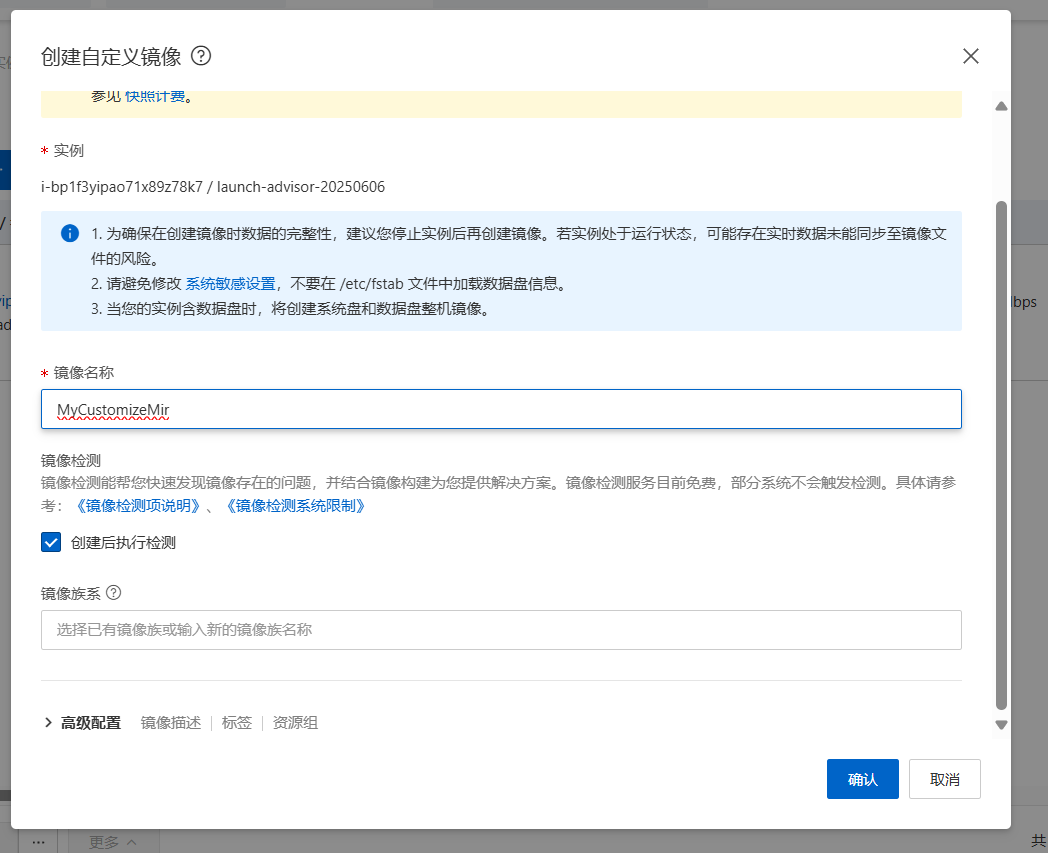 创建自定义镜像
参见 快照计费。
* 实例
i-bp1f3yipao71x89z78k7 / launch-advisor-20250606
1. 为确保在创建镜像时数据的完整性，建议您停止实例后再创建镜像。若实例处于运行状态，可能存在实时数据未能同步至镜像文
件的风险。
2. 请避免修改 系统敏感设置，不要在 /etc/fstab 文件中加载数据盘信息。
3. 当您的实例含数据盘时，将创建系统盘和数据盘整机镜像。
lbps
* 镜像名称
MyCustomizeMir
镜像检测
镜像检测能帮您快速发现镜像存在的问题，并结合镜像构建为您提供解决方案。镜像检测服务目前免费，部分系统不会触发检测。具体请参
考：《镜像检测项说明》、《镜像检测系统限制》
创建后执行检测
镜像族系
选择已有镜像族或输入新的镜像族名称
高级配置 镜像描述 | 标签 | 资源组
确认 取消
... 更多 共